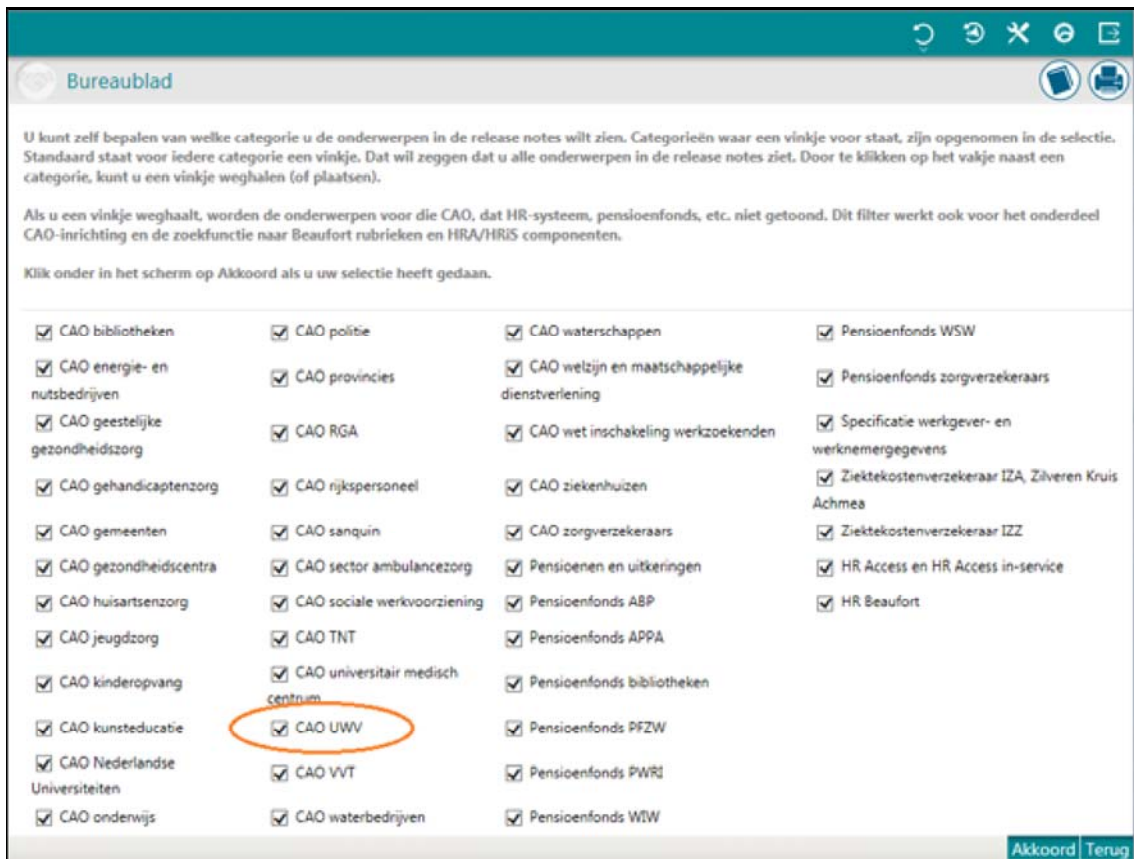 Bureaublad
U kunt zelf bepalen van welke categorie u de onderwerpen in de release notes wilt zien. Categorieën waar een vinkje voor staat, zijn opgenomen in de selectie.
Standaard staat voor iedere categorie een vinkje. Dat wil zeggen dat u alle onderwerpen in de release notes ziet. Door te klikken op het vakje naast een
categorie, kunt u een vinkje weghalen (of plaatsen).
Als u een vinkje weghaalt, worden de onderwerpen voor die CAO, dat HR-systeem, pensioenfonds, etc. niet getoond. Dit filter werkt ook voor het onderdeel
CAO-inrichting en de zoekfunctie naar Beaufort rubrieken en HRA/HRiS componenten.
Klik onder in het scherm op Akkoord als u uw selectie heeft gedaan.
CAO bibliotheken
CAO energie- en
nutsbedrijven
CAO geestelijke
gezondheidszorg
CAO gehandicaptenzorg
CAO gemeenten
CAO gezondheidscentra
CAO huisartsenzorg
CAO jeugdzorg
CAO kinderopvang
CAO kunsteducatie
CAO Nederlandse
Universiteiten
CAO onderwijs
CAO politie
CAO provincies
CAO RGA
CAO rijkspersoneel
CAO sanquin
CAO sector ambulancezorg
CAO sociale werkvoorziening
CAO TNT
CAO universitair medisch
centrum
CAO UWV
CAO VVT
CAO waterbedrijven
CAO waterschappen
CAO welzijn en maatschappelijke
dienstverlening
CAO wet inschakeling werkzoekenden
CAO ziekenhuizen
CAO zorgverzekeraars
Pensioenen en uitkeringen
Pensioenfonds ABP
Pensioenfonds APPA
Pensioenfonds bibliotheken
Pensioenfonds PFZW
Pensioenfonds PWRI
Pensioenfonds WIW
Pensioenfonds WSW
Pensioenfonds zorgverzekeraars
Specificatie werkgever- en
werknemergegevens
Ziektekostenverzekeraar IZA, Zilveren Kruis
Achmea
Ziektekostenverzekeraar IZZ
HR Access en HR Access in-service
HR Beaufort
Akkoord Terug